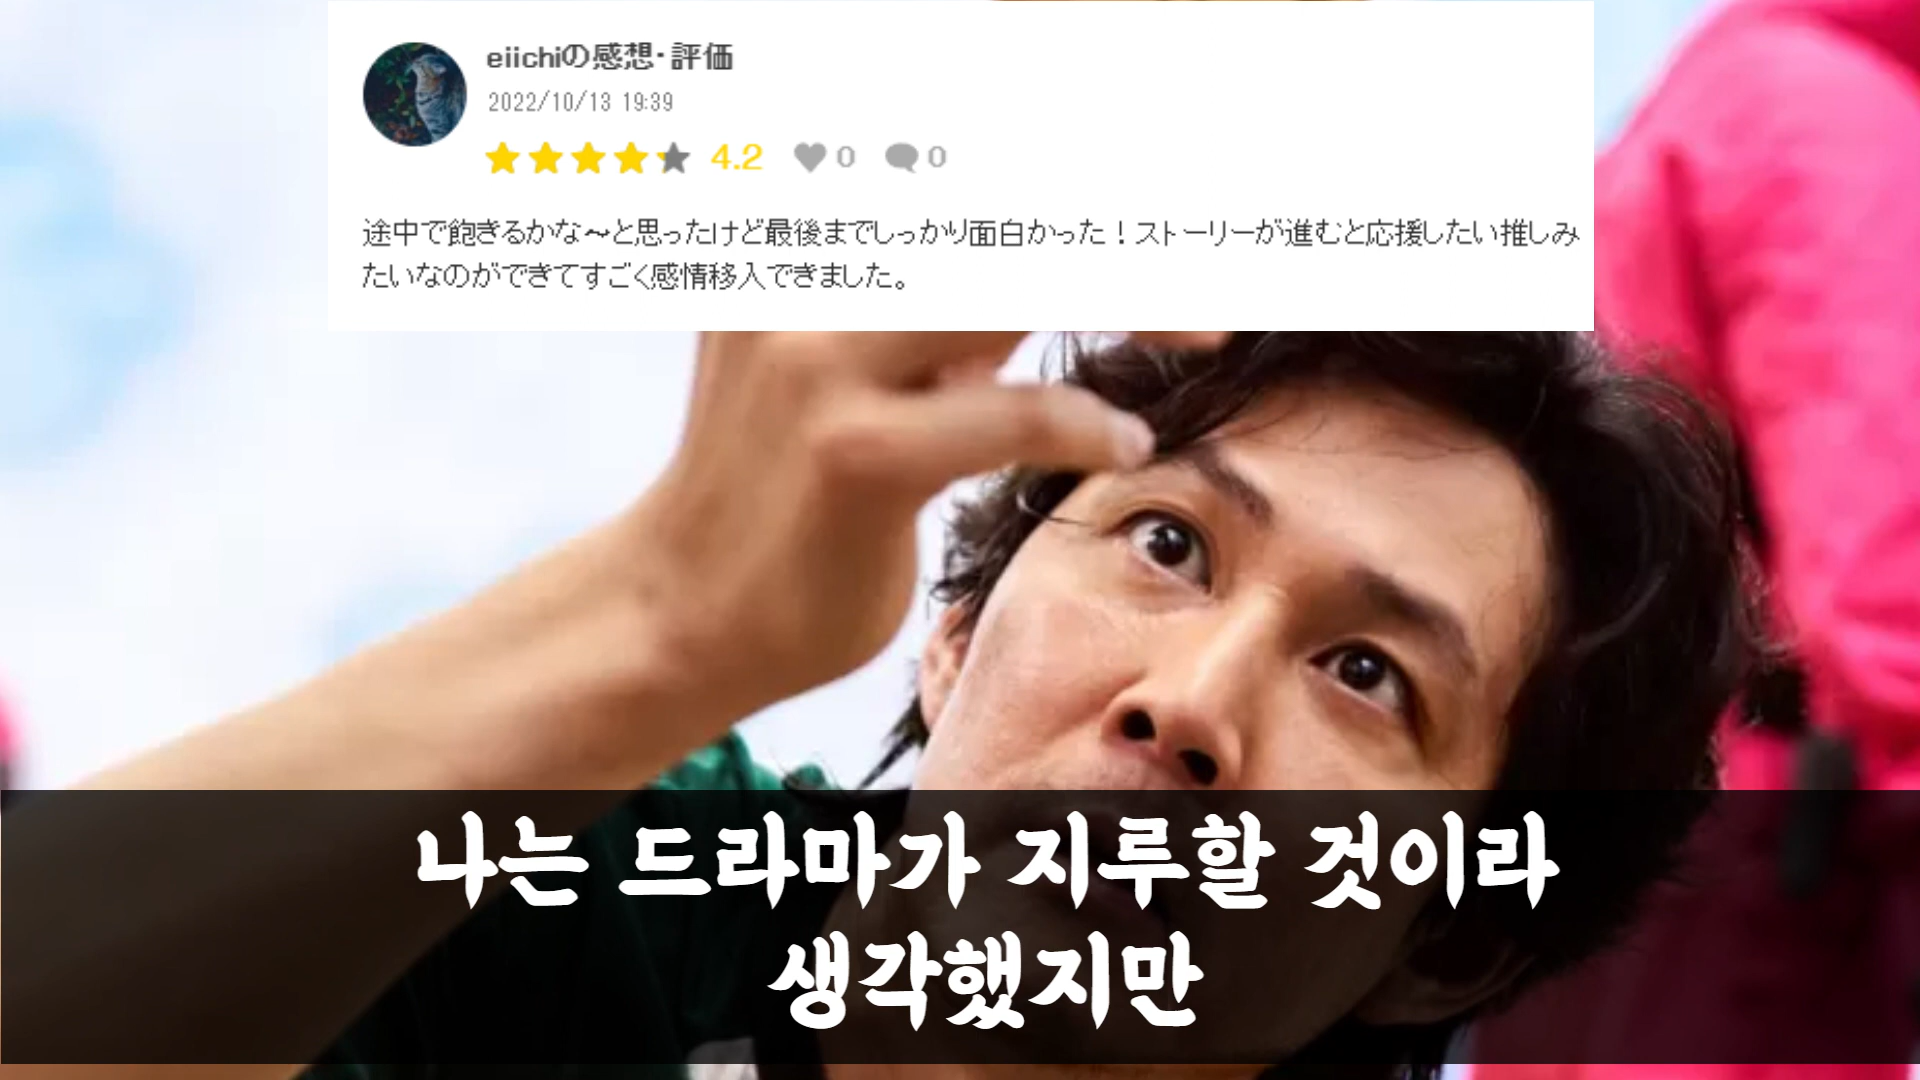 eiichiの感想・評価
2022/10/13 19:39
4.2 0 0
途中で飽きるかな〜と思ったけど最後までしっかり面白かった！ストーリーが進むと応援したい推しみ
たいなのができてすごく感情移入できました。
나는 드라마가 지루할 것이라
생각했지만